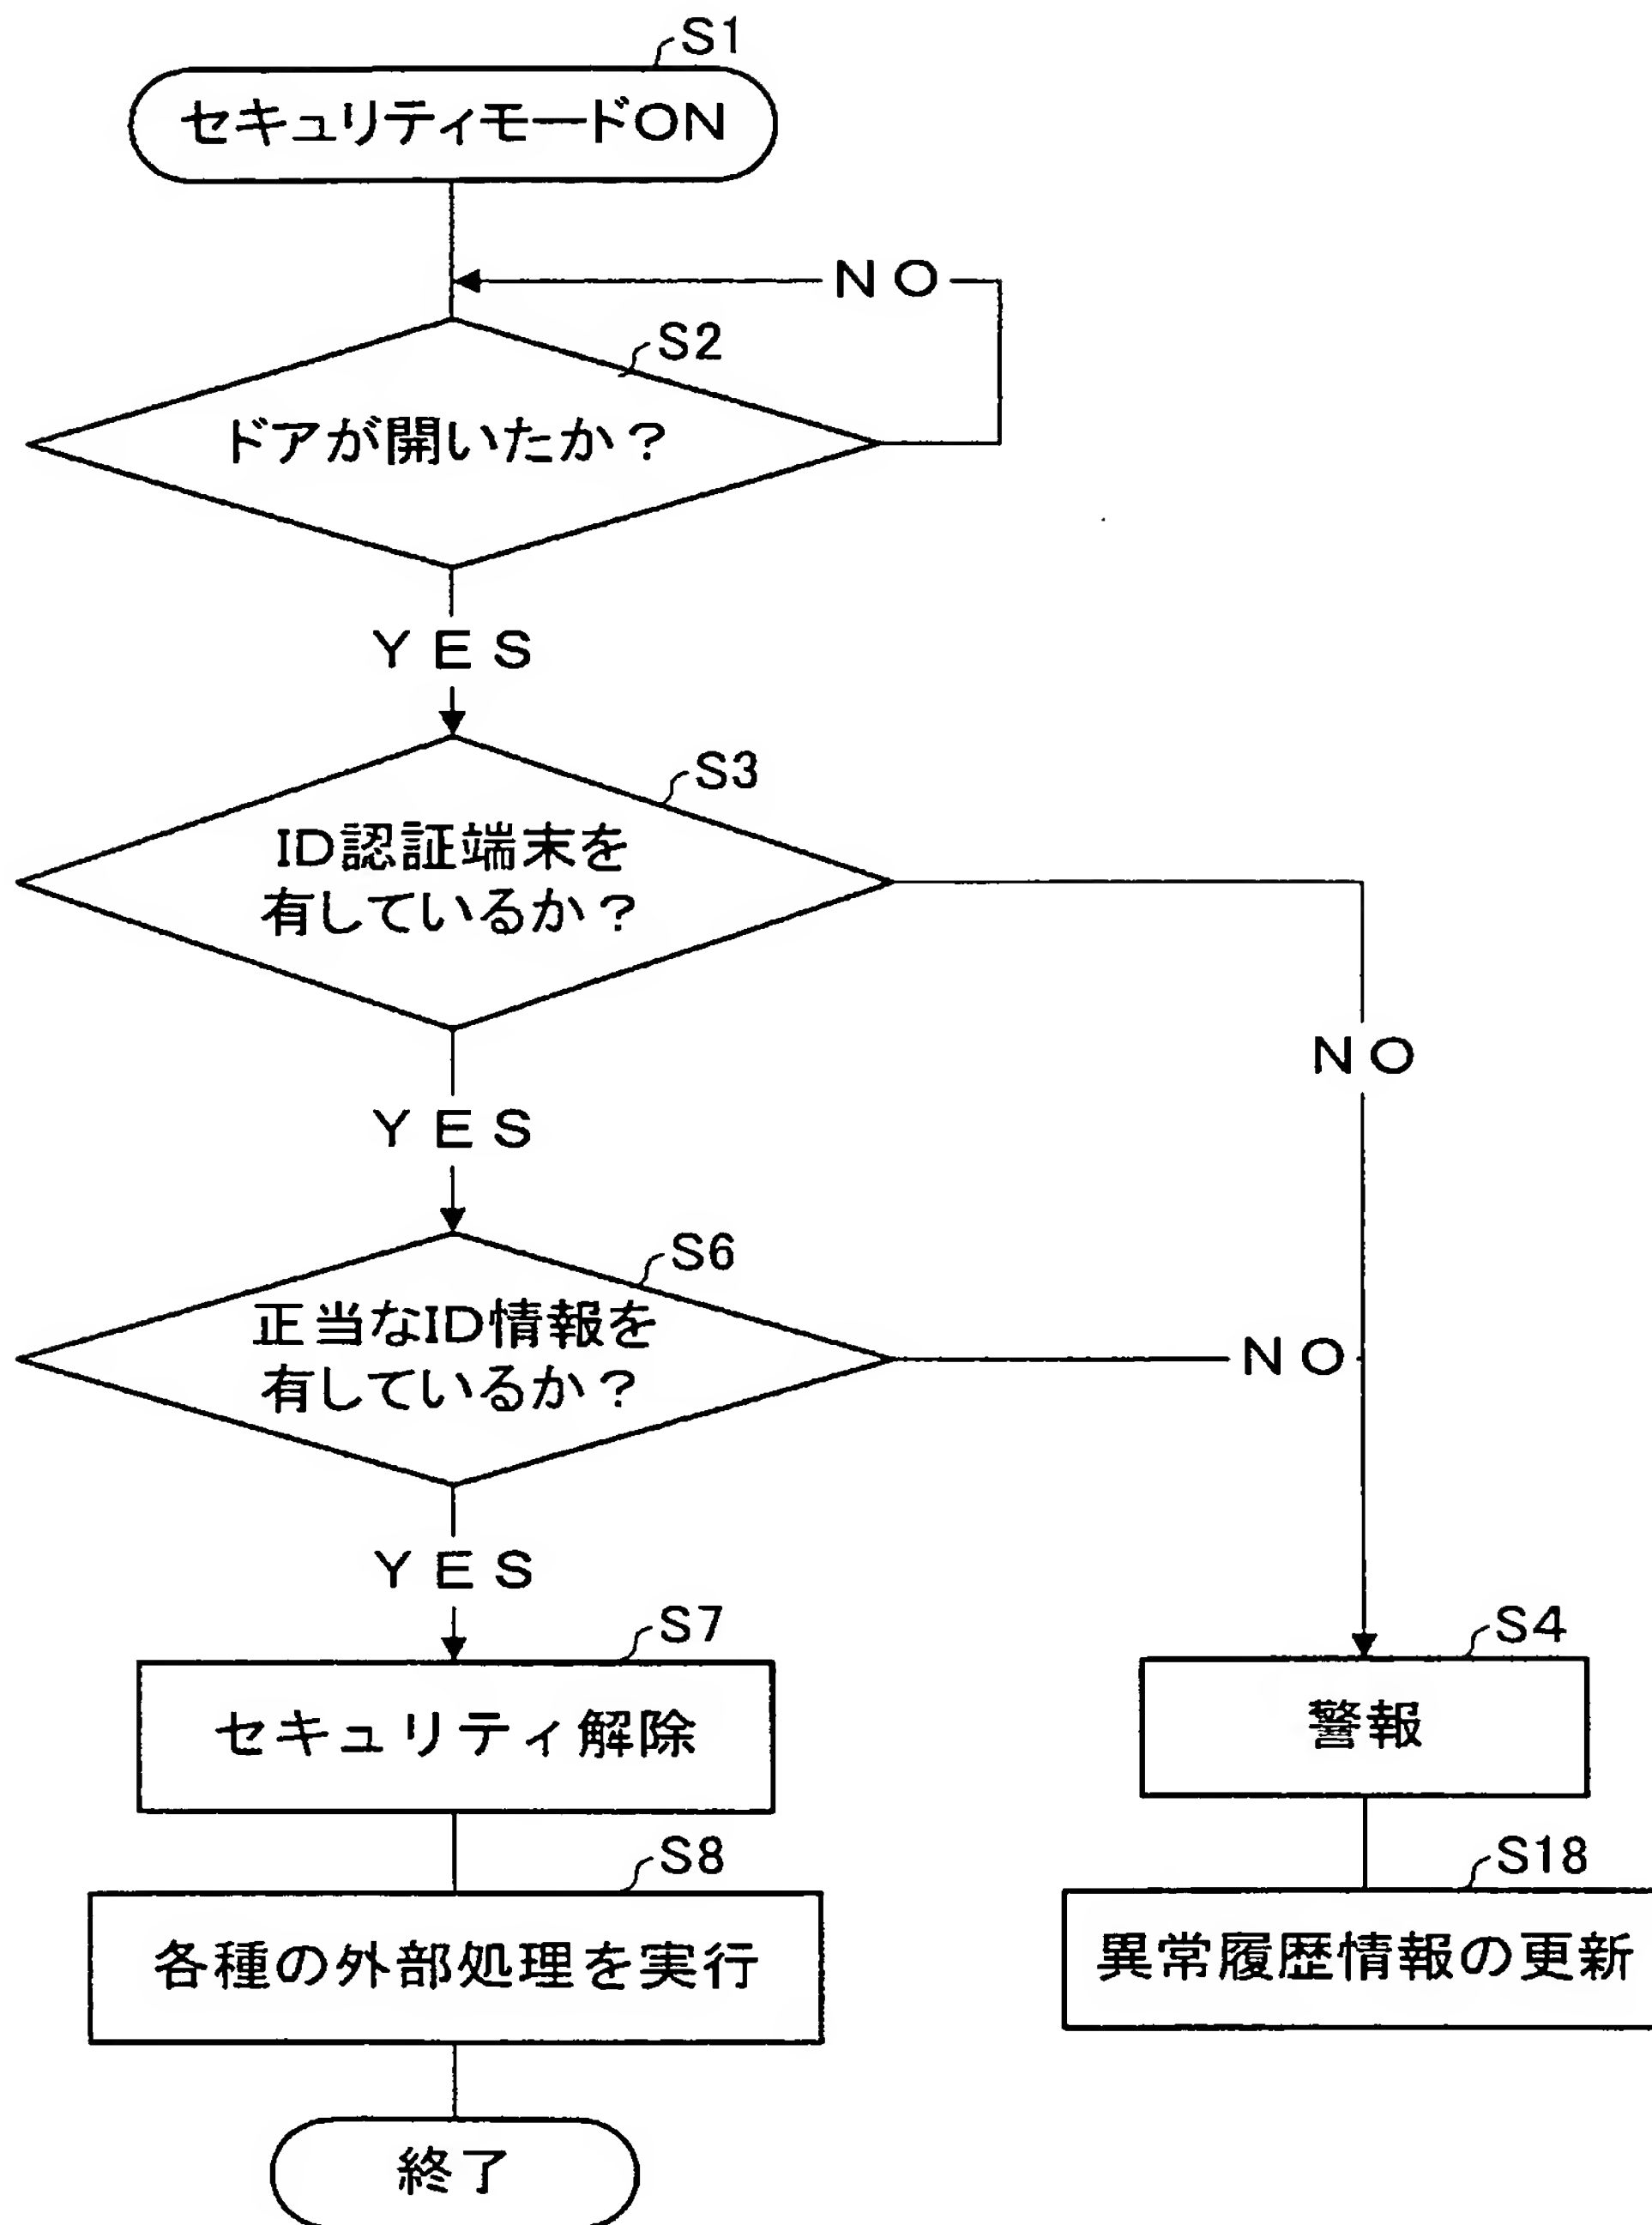 S1
セキュリティモードON
NO
S2
ドアが開いたか？
YES
S3
ID認証端末を
有しているか？
NO
YES
S6
正当なID情報を
有しているか？
NO
YES
S7
セキュリティ解除
S4
警報
S8
各種の外部処理を実行
S18
異常履歴情報の更新
終了